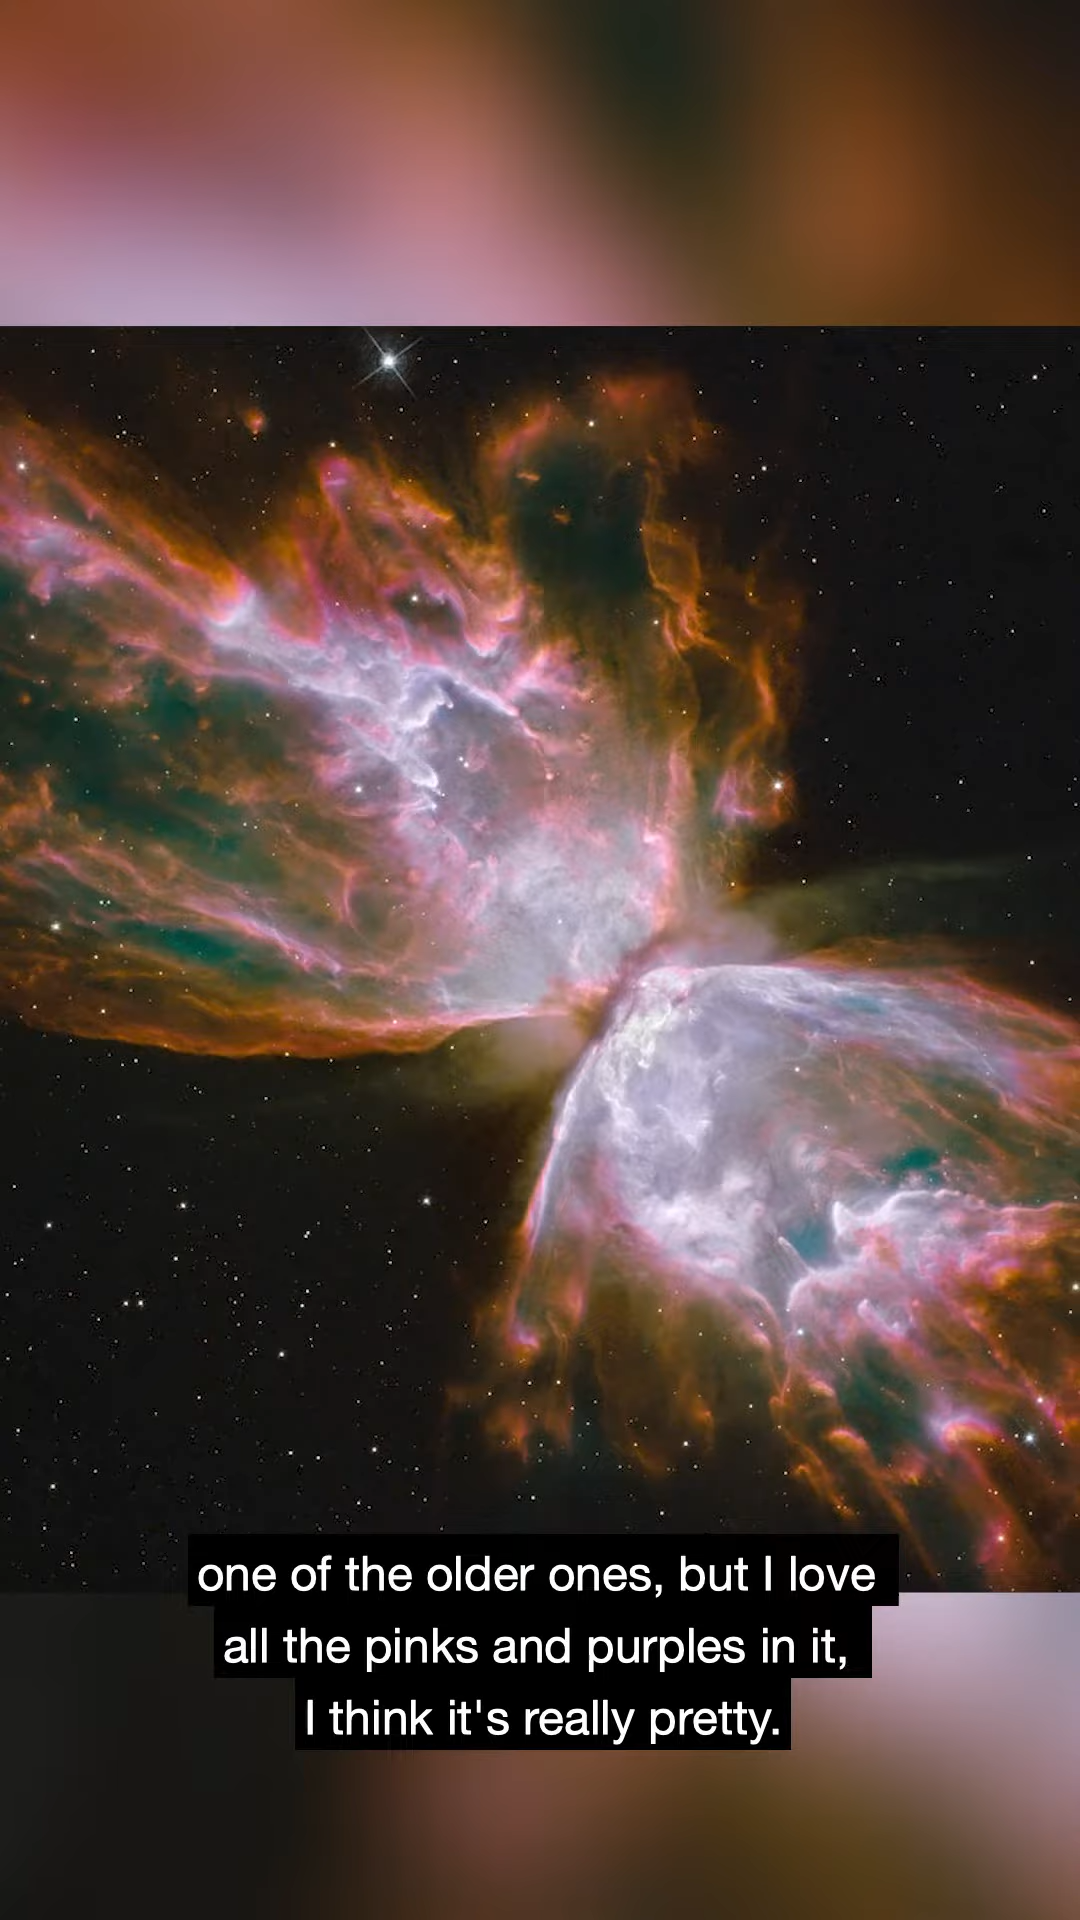 one of the older ones, but I love
all the pinks and purples in it,
I think it's really pretty.